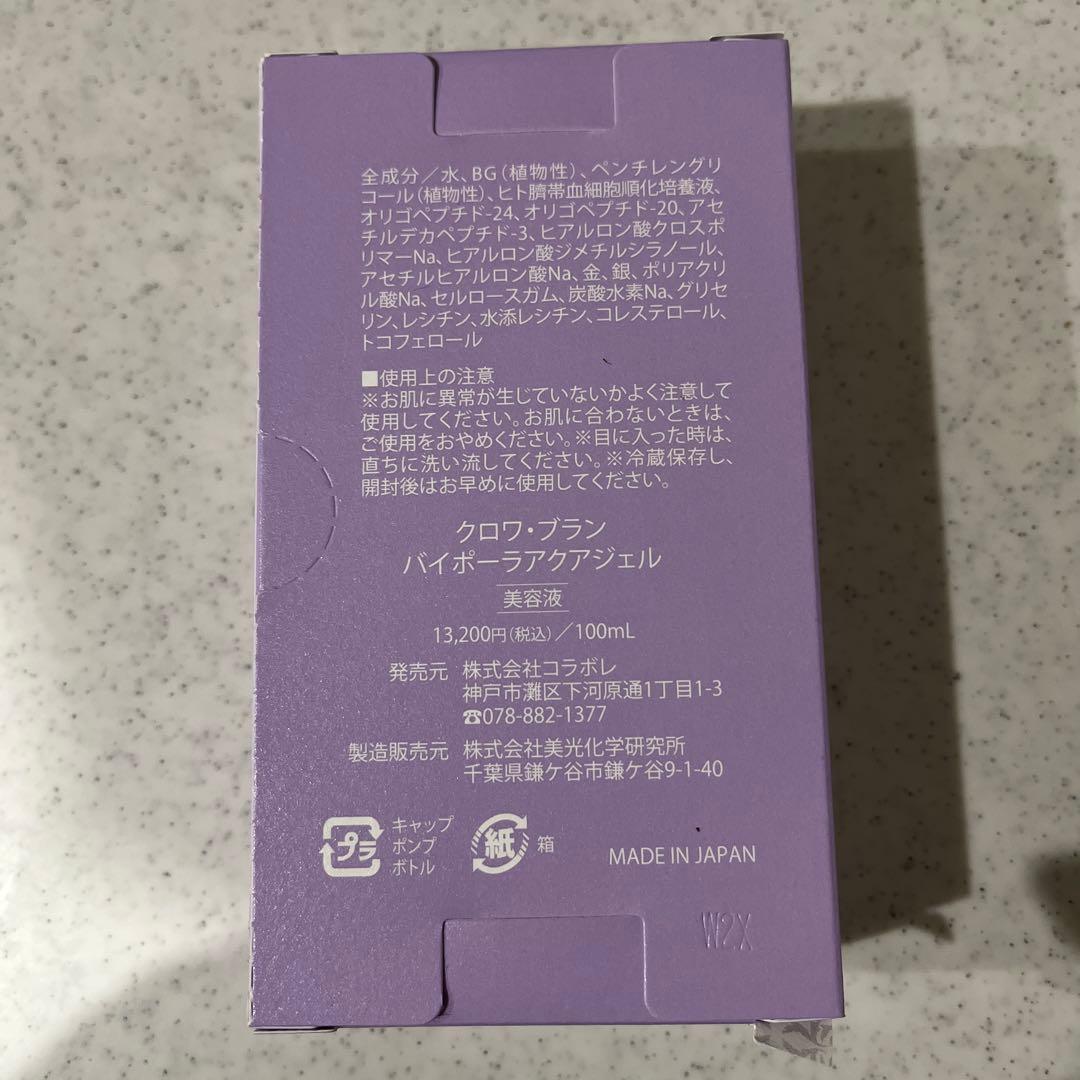 全成分／水、BG（植物性）、ペンチレングリ
コール（植物性）、ヒト臍帯血細胞順化培養液、
オリゴペプチド-24、オリゴペプチド-20、アセ
チルデカペプチド-3、ヒアルロン酸クロスポ
リマーNa、ヒアルロン酸ジメチルシラノール、
アセチルヒアルロン酸Na、金、銀、ポリアクリ
ル酸Na、セルロースガム、炭酸水素Na、グリセ
リン、レシチン、水添レシチン、コレステロール、
トコフェロール
■使用上の注意
※お肌に異常が生じていないかよく注意して
使用してください。お肌に合わないときは、
ご使用をおやめください。※目に入った時は、
直ちに洗い流してください。※冷蔵保存し、
開封後はお早めに使用してください。
クロワ・ブラン
バイポーラアクアジェル
美容液
13,200円（税込）／100mL
発売元 株式会社コラボレ
神戸市灘区下河原通1丁目1-3
☎078-882-1377
製造販売元 株式会社美光化学研究所
千葉県鎌ケ谷市鎌ケ谷9-1-40
プラ キャップ
ポンプ
ボトル
紙 箱
MADE IN JAPAN
W2X